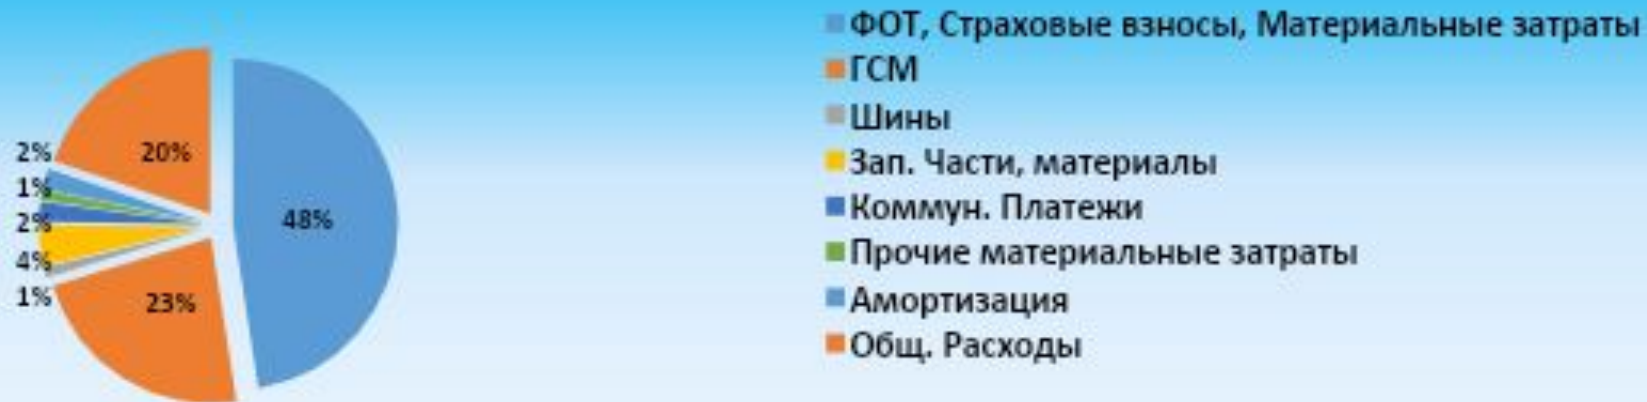 ФОТ, Страховые взносы, Материальные затраты
ГСМ
Шины
Зап. Части, материалы
Коммун. Платежи
Прочие материальные затраты
Амортизация
Общ. Расходы
48%
23%
1%
4%
2%
1%
2%
20%